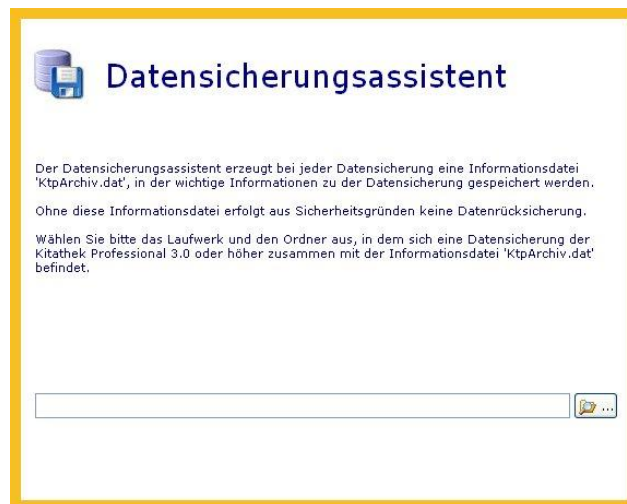 Datensicherungsassistent
Der Datensicherungsassistent erzeugt bei jeder Datensicherung eine Informationsdatei
'KtpArchiv.dat', in der wichtige Informationen zu der Datensicherung gespeichert werden.
Ohne diese Informationsdatei erfolgt aus Sicherheitsgründen keine Datenrücksicherung.
Wählen Sie bitte das Laufwerk und den Ordner aus, in dem sich eine Datensicherung der
Kitathek Professional 3.0 oder höher zusammen mit der Informationsdatei 'KtpArchiv.dat'
befindet.
...